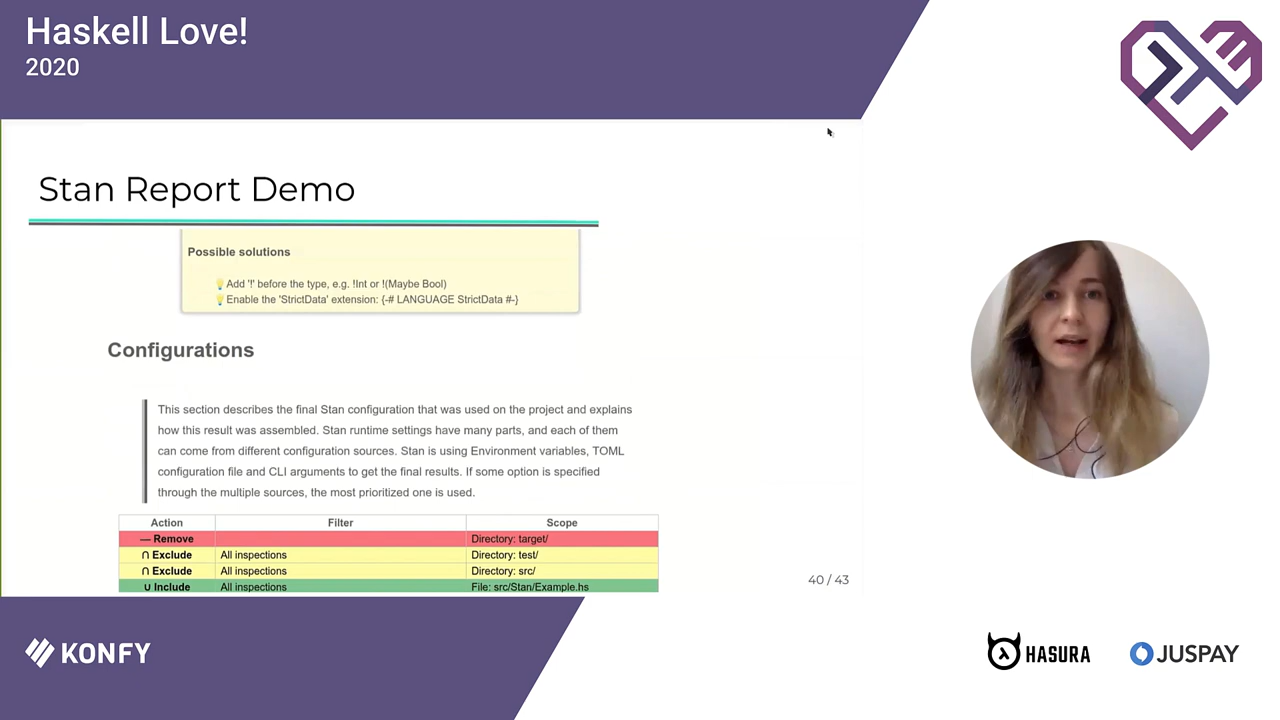 Haskell Love!
2020
Stan Report Demo
Possible solutions
💡Add '!' before the type, e.g. !Int or !(Maybe Bool)
💡Enable the 'StrictData' extension: {-# LANGUAGE StrictData #-}
Configurations
This section describes the final Stan configuration that was used on the project and explains
how this result was assembled. Stan runtime settings have many parts, and each of them
can come from different configuration sources. Stan is using Environment variables, TOML
configuration file and CLI arguments to get the final results. If some option is specified
through the multiple sources, the most prioritized one is used.
Action Filter Scope
— Remove Directory: target/
∩ Exclude All inspections Directory: test/
∩ Exclude All inspections Directory: src/
∪ Include All inspections File: src/Stan/Example.hs
40 / 43
KONFY
HASURA
JUSPAY